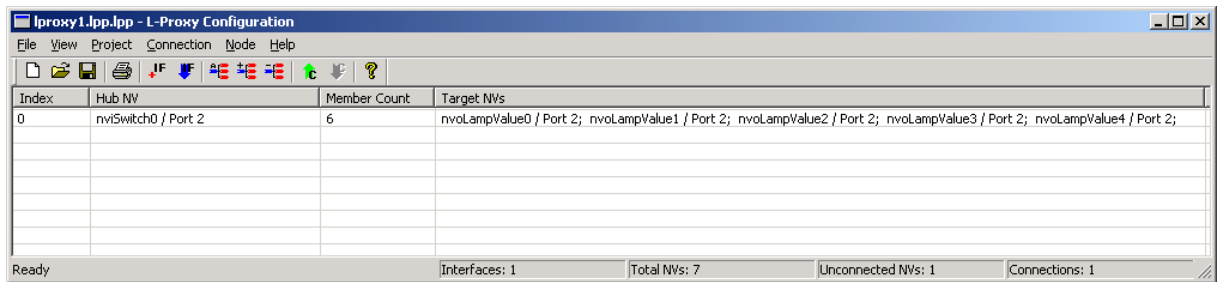 lproxy1.lpp.lpp - L-Proxy Configuration
File View Project Connection Node Help
IF IF C C ?
Index Hub NV Member Count Target NVs
0 nviSwitch0 / Port 2 6 nvoLampValue0 / Port 2; nvoLampValue1 / Port 2; nvoLampValue2 / Port 2; nvoLampValue3 / Port 2; nvoLampValue4 / Port 2;
Ready Interfaces: 1 Total NVs: 7 Unconnected NVs: 1 Connections: 1